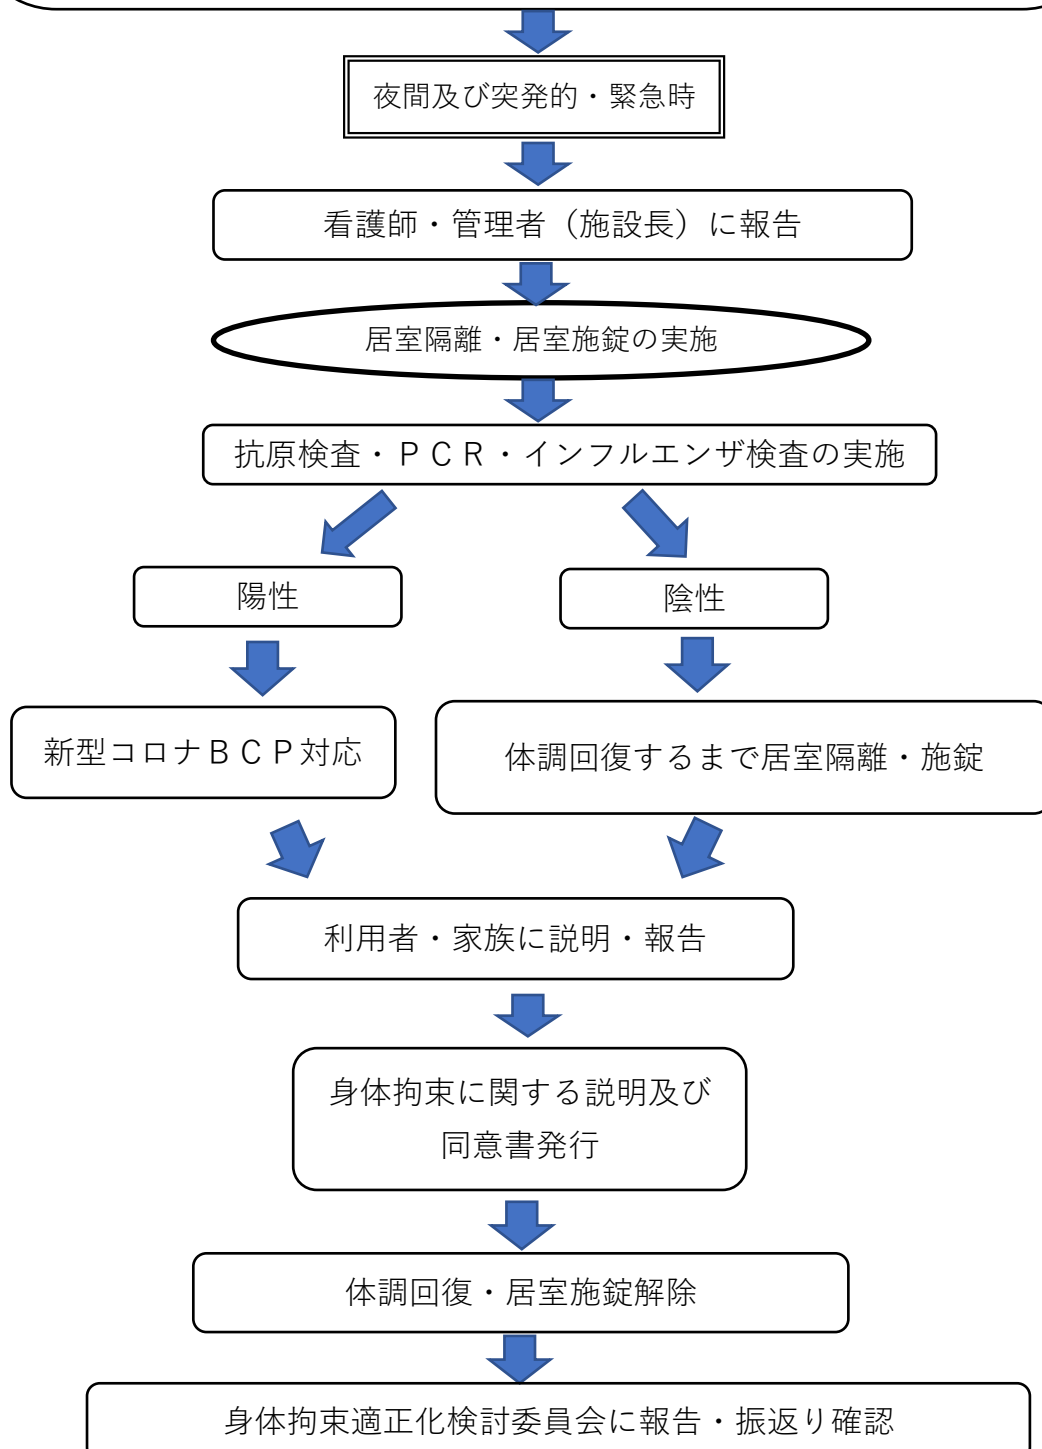 夜間及び突発的・緊急時
看護師・管理者（施設長）に報告
居室隔離・居室施錠の実施
抗原検査・ＰＣＲ・インフルエンザ検査の実施
陽性
陰性
新型コロナＢＣＰ対応
体調回復するまで居室隔離・施錠
利用者・家族に説明・報告
身体拘束に関する説明及び
同意書発行
体調回復・居室施錠解除
身体拘束適正化検討委員会に報告・振返り確認